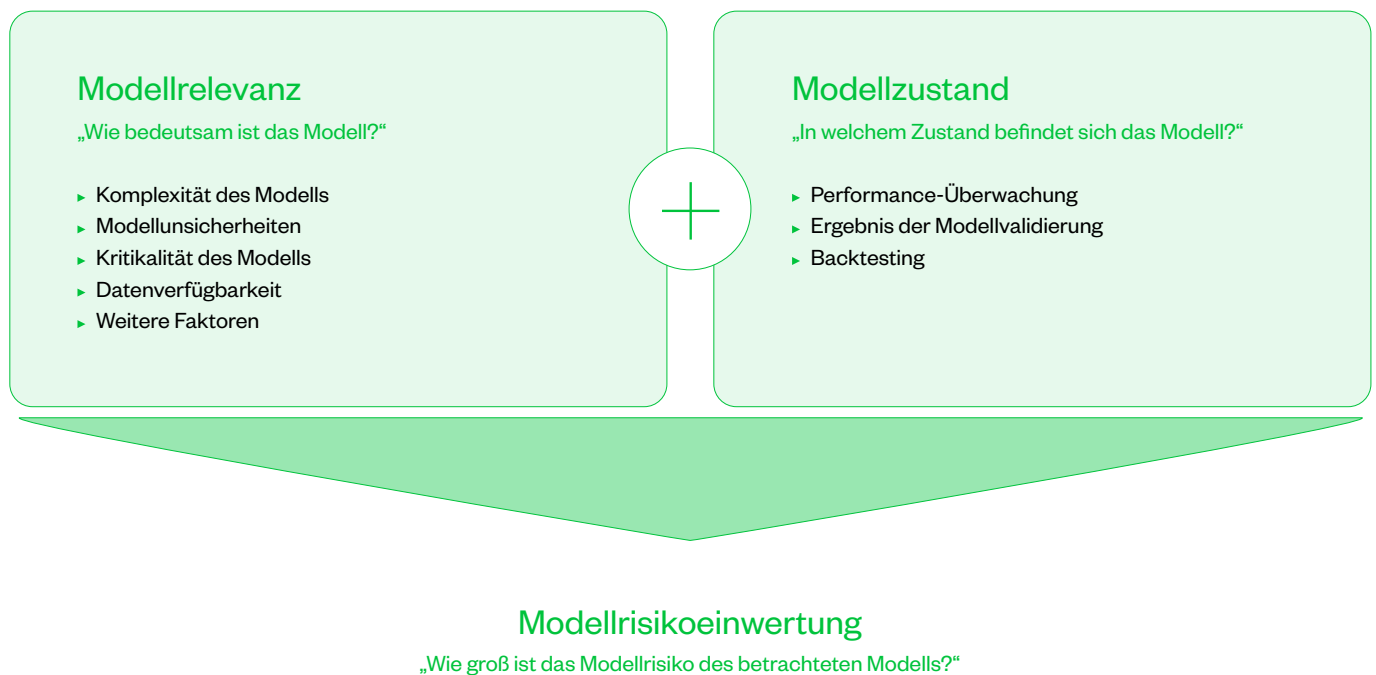 Modellrelevanz
„Wie bedeutsam ist das Modell?“
Komplexität des Modells
Modellunsicherheiten
Kritikalität des Modells
Datenverfügbarkeit
Weitere Faktoren
Modellzustand
„In welchem Zustand befindet sich das Modell?“
Performance-Überwachung
Ergebnis der Modellvalidierung
Backtesting
Modellrisikoeinwertung
„Wie groß ist das Modellrisiko des betrachteten Modells?“